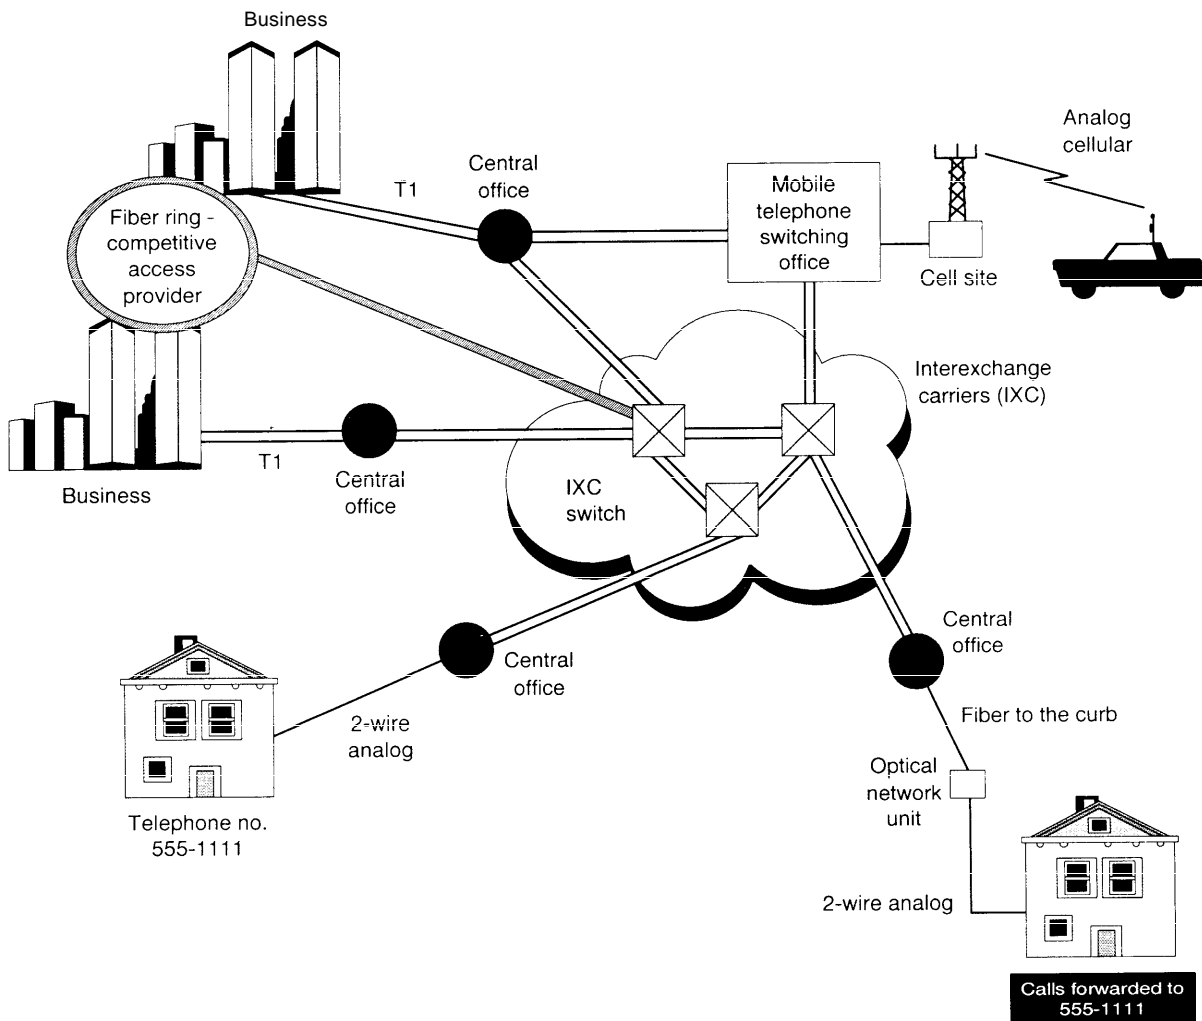 Business
T1
Central
office
Analog
cellular
Mobile
telephone
switching
office
Cell site
Fiber ring -
competitive
access
provider
Interexchange
carriers (IXC)
T1
Central
office
Business
IXC
switch
Central
office
Central
office
2-wire
analog
Fiber to the curb
Optical
network
unit
Telephone no.
555-1111
2-wire analog
Calls forwarded to
555-1111